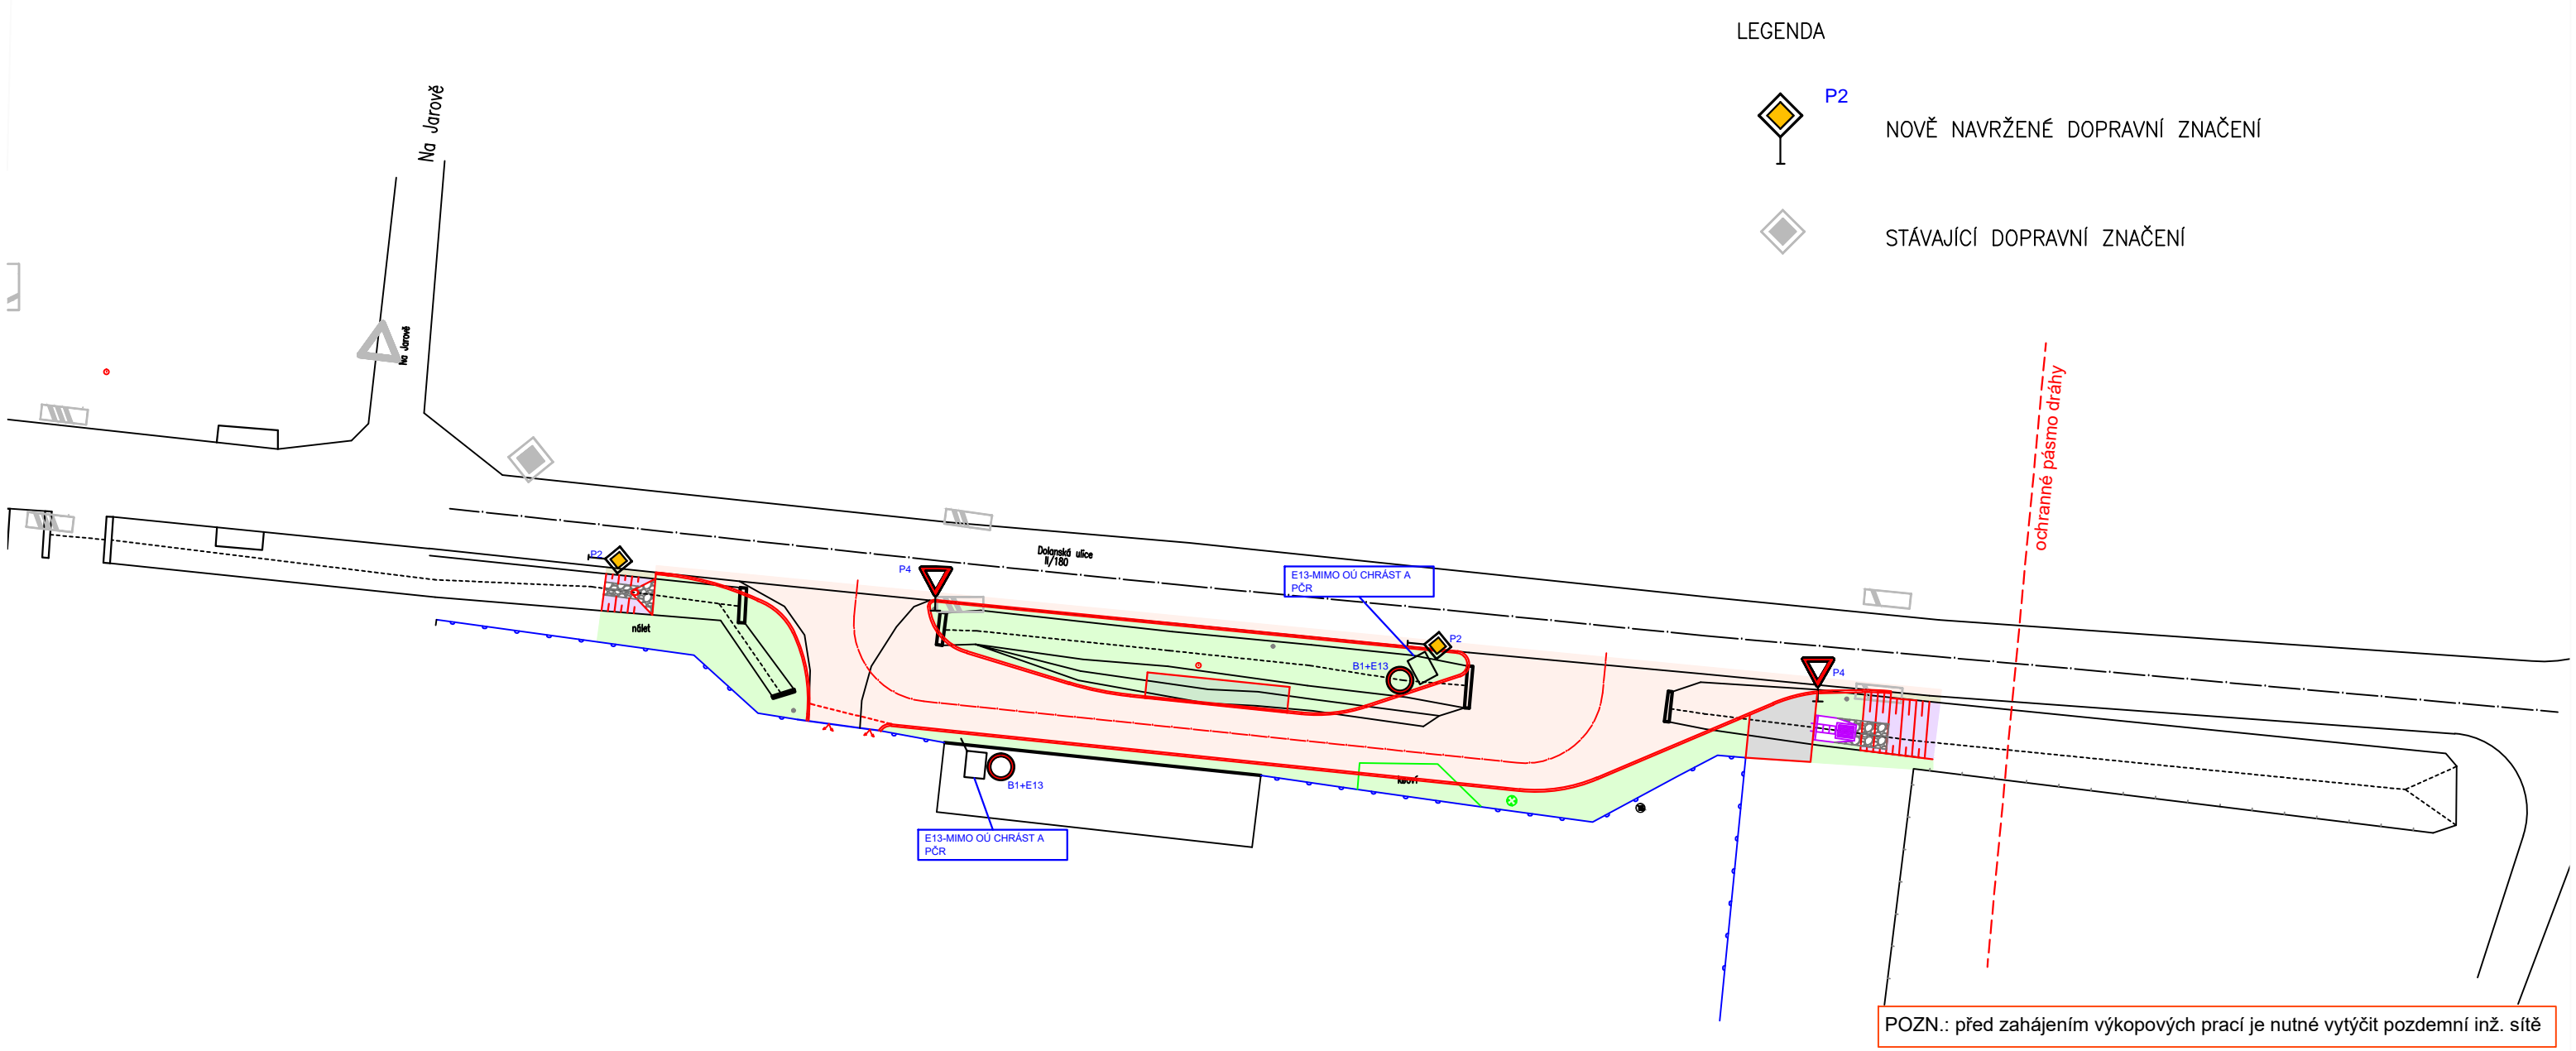 LEGENDA
P2
NOVĚ NAVRŽENÉ DOPRAVNÍ ZNAČENÍ
STÁVAJÍCÍ DOPRAVNÍ ZNAČENÍ
Na Jarově
Na Jarově
ochranné pásmo dráhy
Dolanská ulice
II/180
P2
P4
E13-MIMO OÚ CHRÁST A
PČR
P2
B1+E13
P4
nálet
křoví
B1+E13
E13-MIMO OÚ CHRÁST A
PČR
POZN.: před zahájením výkopových prací je nutné vytýčit pozdemní inž. sítě